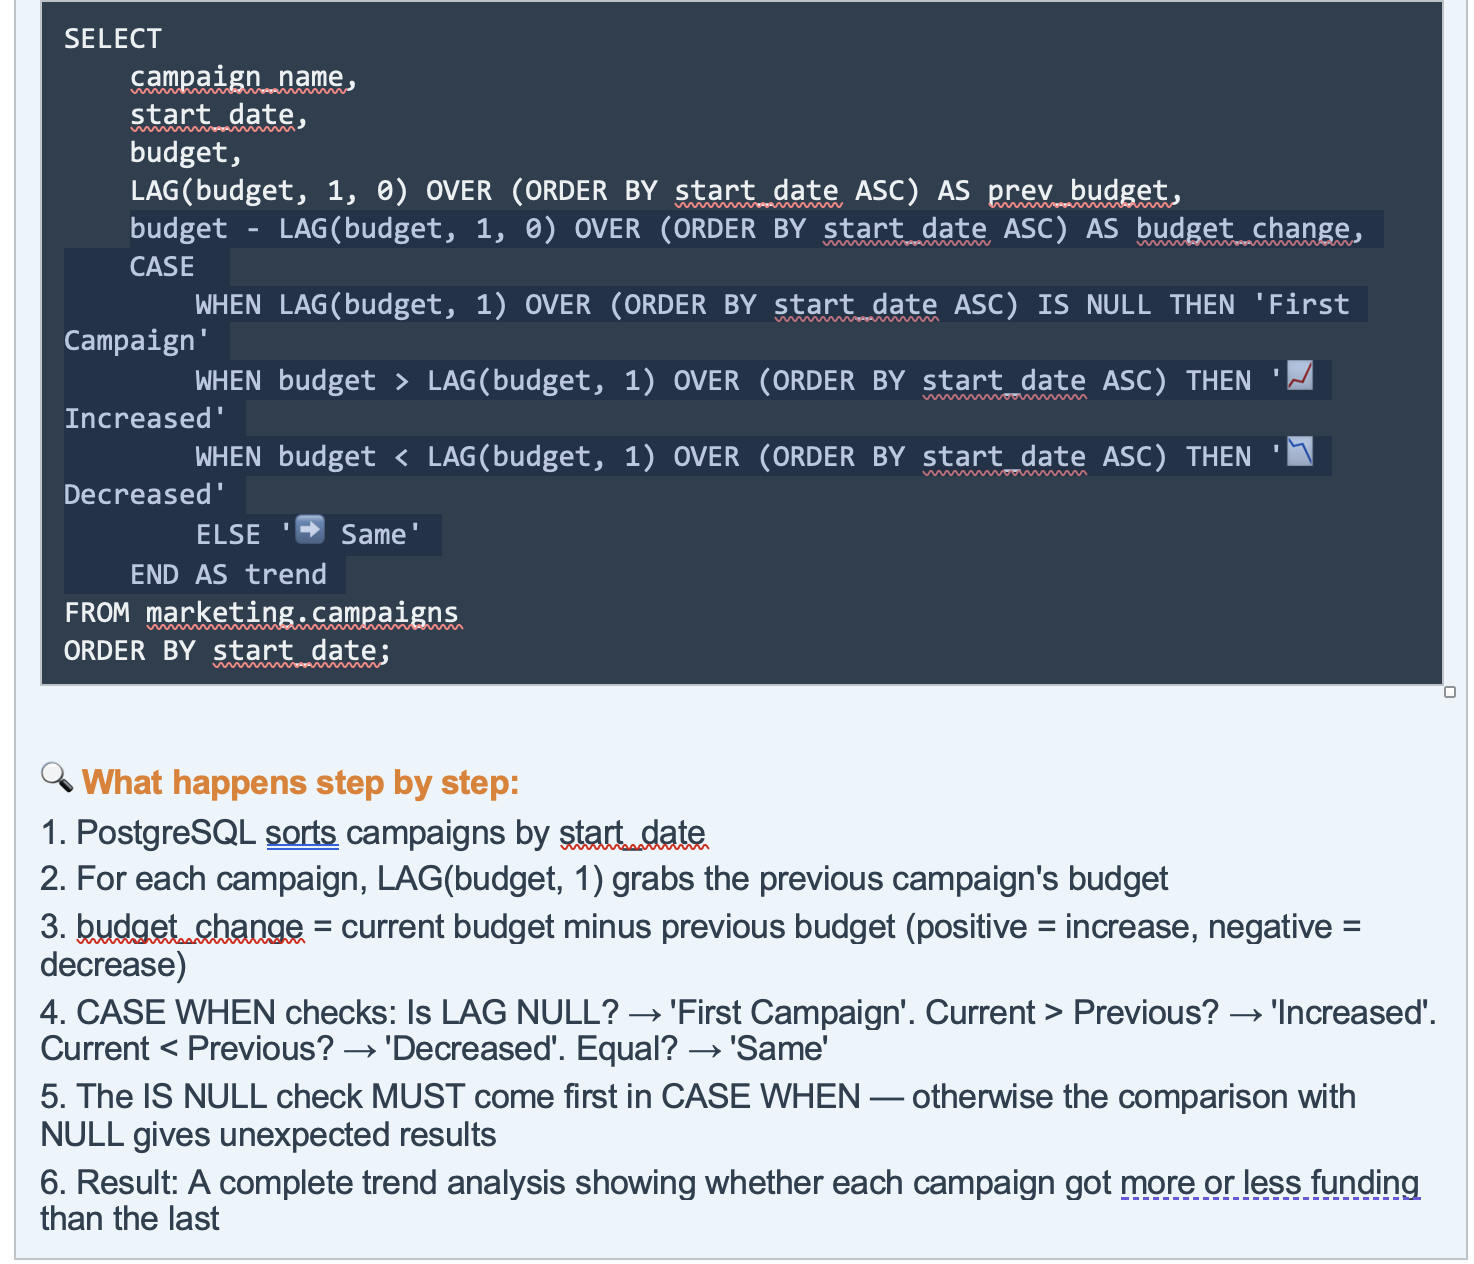 SELECT
    campaign_name,
    start_date,
    budget,
    LAG(budget, 1, 0) OVER (ORDER BY start_date ASC) AS prev_budget,
    budget - LAG(budget, 1, 0) OVER (ORDER BY start_date ASC) AS budget_change,
    CASE
        WHEN LAG(budget, 1) OVER (ORDER BY start_date ASC) IS NULL THEN 'First
Campaign'
        WHEN budget > LAG(budget, 1) OVER (ORDER BY start_date ASC) THEN '📈
Increased'
        WHEN budget < LAG(budget, 1) OVER (ORDER BY start_date ASC) THEN '📉
Decreased'
        ELSE '➡️ Same'
    END AS trend
FROM marketing.campaigns
ORDER BY start_date;
🔍 What happens step by step:
1. PostgreSQL sorts campaigns by start_date
2. For each campaign, LAG(budget, 1) grabs the previous campaign's budget
3. budget_change = current budget minus previous budget (positive = increase, negative =
decrease)
4. CASE WHEN checks: Is LAG NULL? → 'First Campaign'. Current > Previous? → 'Increased'.
Current < Previous? → 'Decreased'. Equal? → 'Same'
5. The IS NULL check MUST come first in CASE WHEN — otherwise the comparison with
NULL gives unexpected results
6. Result: A complete trend analysis showing whether each campaign got more or less funding
than the last